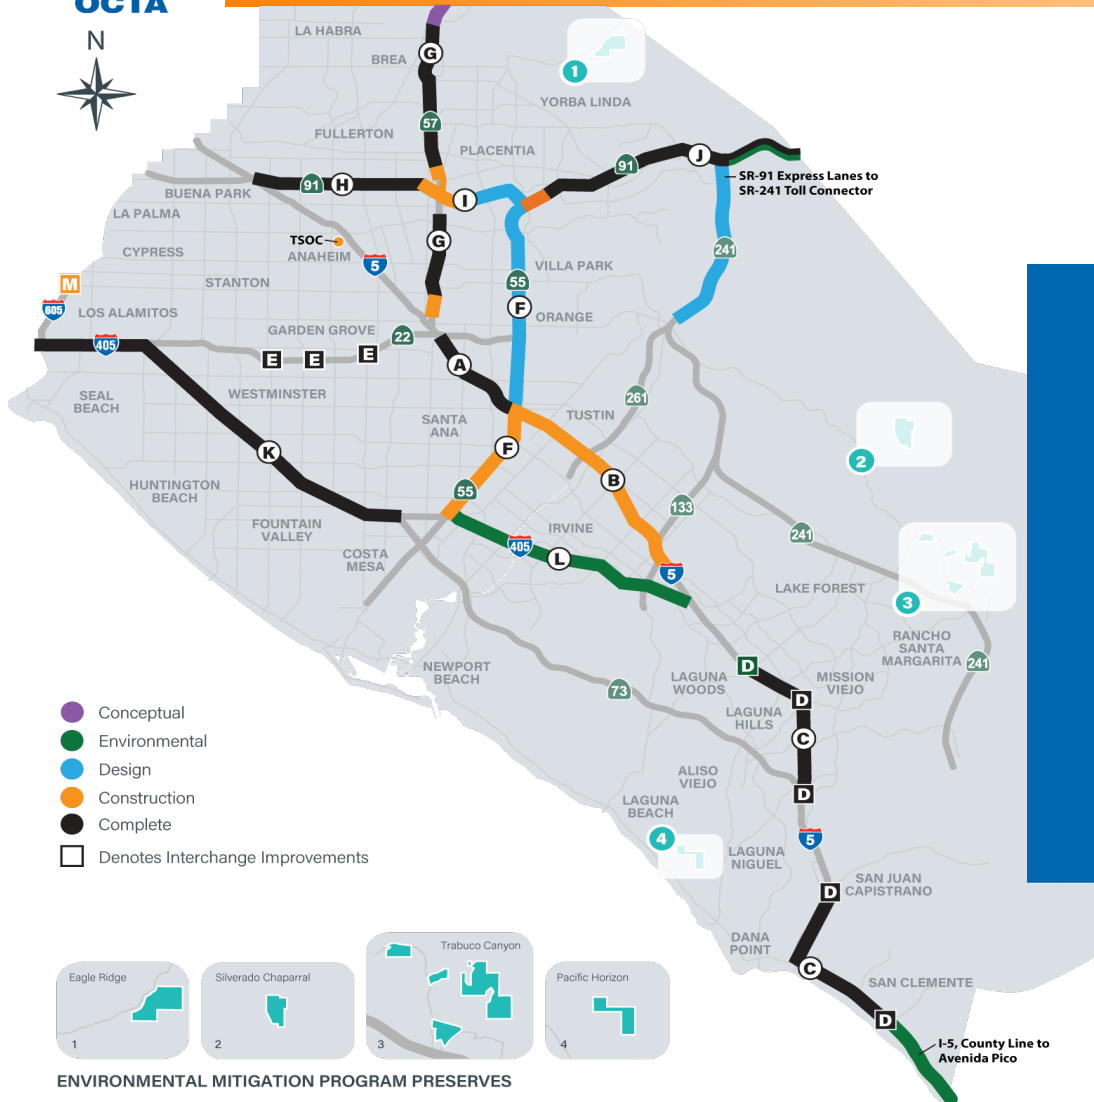 OCTA
N
LA HABRA
G
BREA
1
YORBA LINDA
57
FULLERTON
PLACENTIA
J
91
SR-91 Express Lanes to
SR-241 Toll Connector
91
H
BUENA PARK
I
LA PALMA
TSOC
G
ANAHEIM
CYPRESS
5
241
VILLA PARK
STANTON
55
M
605
LOS ALAMITOS
F
ORANGE
GARDEN GROVE
22
405
E
E
E
A
SEAL
BEACH
WESTMINSTER
261
TUSTIN
SANTA
ANA
F
K
2
B
HUNTINGTON
BEACH
55
133
FOUNTAIN
VALLEY
IRVINE
241
405
COSTA
MESA
L
5
LAKE FOREST
3
RANCHO
SANTA
MARGARITA
241
NEWPORT
BEACH
D
LAGUNA
WOODS
MISSION
VIEJO
73
D
LAGUNA
HILLS
C
ALISO
VIEJO
D
LAGUNA
BEACH
4
5
LAGUNA
NIGUEL
SAN JUAN
CAPISTRANO
D
DANA
POINT
C
SAN CLEMENTE
D
I-5, County Line to
Avenida Pico
Conceptual
Environmental
Design
Construction
Complete
Denotes Interchange Improvements
Eagle Ridge
1
Silverado Chaparral
2
Trabuco Canyon
3
Pacific Horizon
4
ENVIRONMENTAL MITIGATION PROGRAM PRESERVES